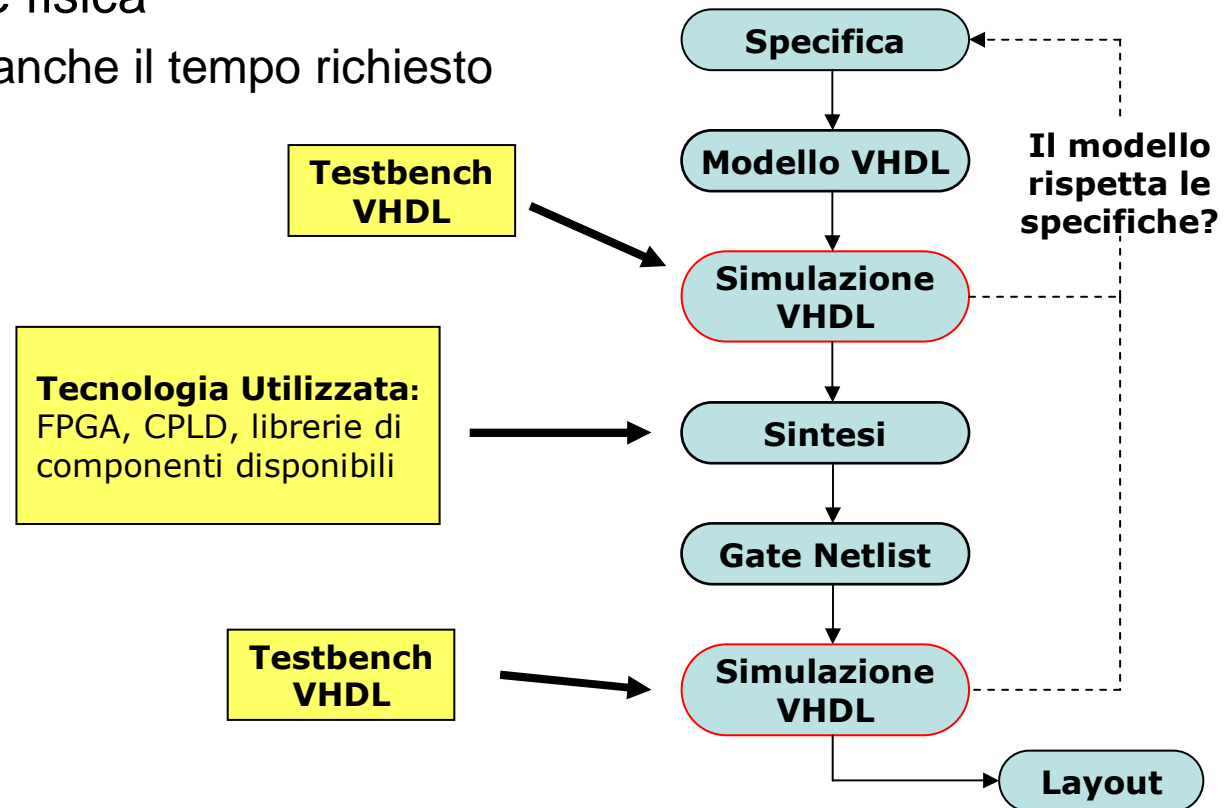 e fisica
anche il tempo richiesto
Specifica
Modello VHDL
Il modello
rispetta le
specifiche?
Testbench
VHDL
Simulazione
VHDL
Tecnologia Utilizzata:
FPGA, CPLD, librerie di
componenti disponibili
Sintesi
Gate Netlist
Testbench
VHDL
Simulazione
VHDL
Layout